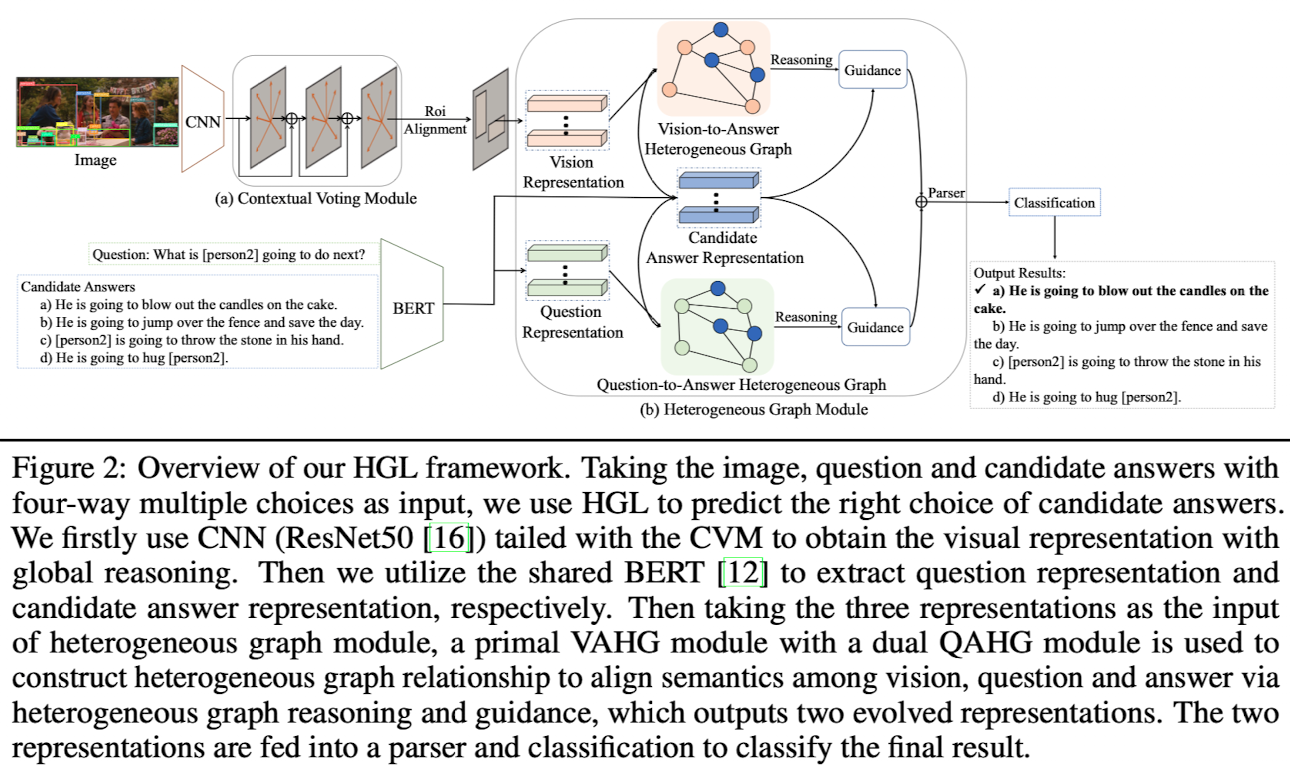 Image
CNN
(a) Contextual Voting Module
Roi
Alignment
Vision
Representation
Reasoning
Guidance
Vision-to-Answer
Heterogeneous Graph
Candidate
Answer Representation
Parser
Classification
Question: What is [person2] going to do next?
Candidate Answers
a) He is going to blow out the candles on the cake.
b) He is going to jump over the fence and save the day.
c) [person2] is going to throw the stone in his hand.
d) He is going to hug [person2].
BERT
Question
Representation
Reasoning
Guidance
Question-to-Answer Heterogeneous Graph
(b) Heterogeneous Graph Module
Output Results:
✓ a) He is going to blow out the candles on the
cake.
b) He is going to jump over the fence and save
the day.
c) [person2] is going to throw the stone in his
hand.
d) He is going to hug [person2].
Figure 2: Overview of our HGL framework. Taking the image, question and candidate answers with
four-way multiple choices as input, we use HGL to predict the right choice of candidate answers.
We firstly use CNN (ResNet50 [16]) tailed with the CVM to obtain the visual representation with
global reasoning. Then we utilize the shared BERT [12] to extract question representation and
candidate answer representation, respectively. Then taking the three representations as the input
of heterogeneous graph module, a primal VAHG module with a dual QAHG module is used to
construct heterogeneous graph relationship to align semantics among vision, question and answer via
heterogeneous graph reasoning and guidance, which outputs two evolved representations. The two
representations are fed into a parser and classification to classify the final result.